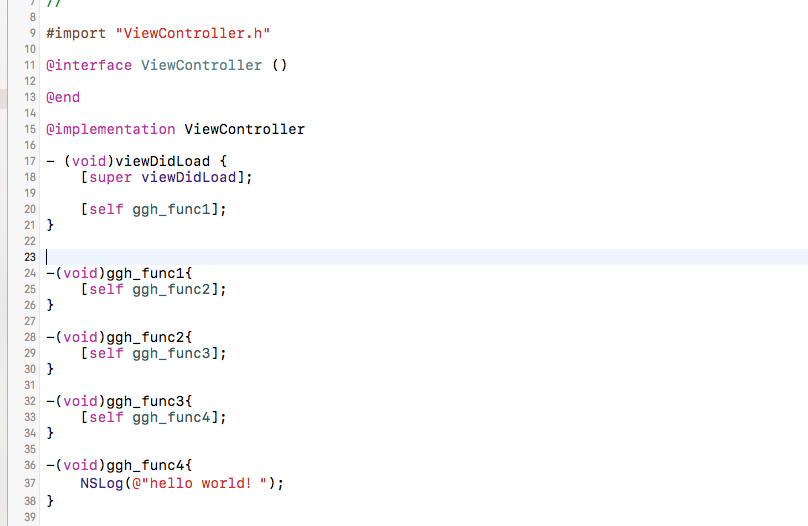 7 //
8
9 #import "ViewController.h"
10
11 @interface ViewController ()
12
13 @end
14
15 @implementation ViewController
16
17 - (void)viewDidLoad {
18     [super viewDidLoad];
19
20     [self ggh_func1];
21 }
22
23
24 -(void)ggh_func1{
25     [self ggh_func2];
26 }
27
28 -(void)ggh_func2{
29     [self ggh_func3];
30 }
31
32 -(void)ggh_func3{
33     [self ggh_func4];
34 }
35
36 -(void)ggh_func4{
37     NSLog(@"hello world! ");
38 }
39